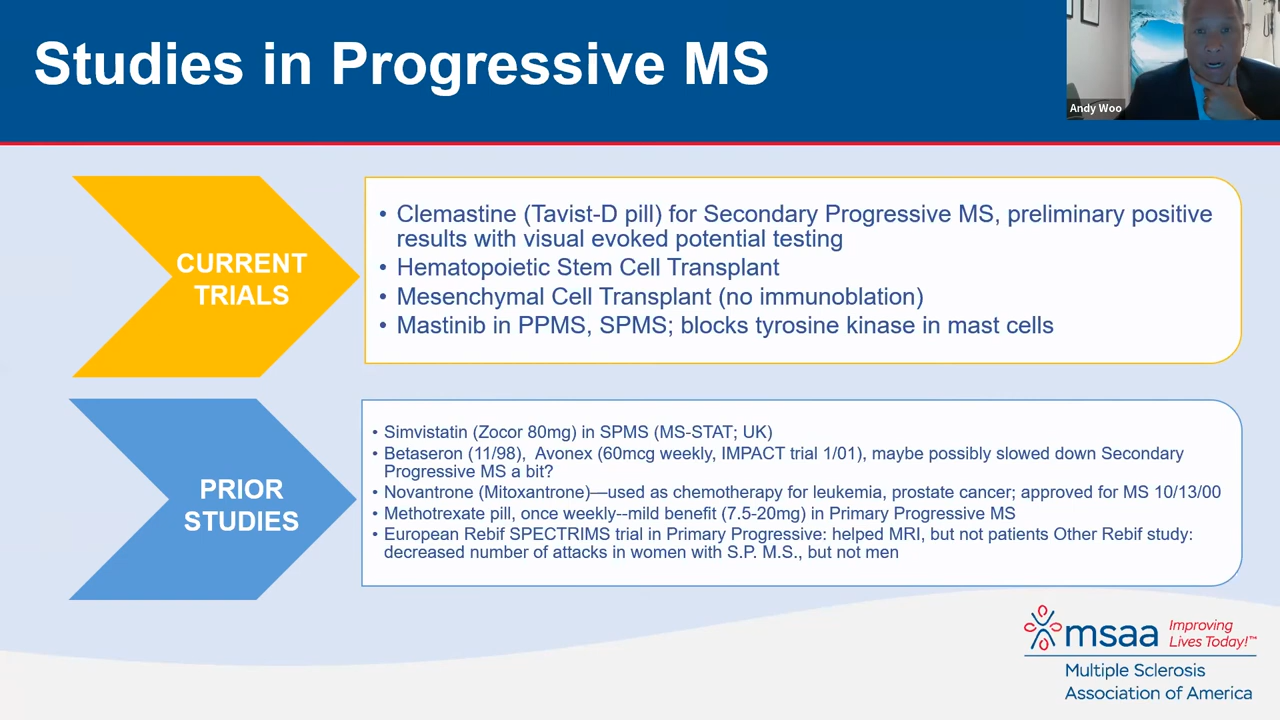 Studies in Progressive MS
Andy Woo
CURRENT
TRIALS
• Clemastine (Tavist-D pill) for Secondary Progressive MS, preliminary positive
results with visual evoked potential testing
• Hematopoietic Stem Cell Transplant
• Mesenchymal Cell Transplant (no immunoblation)
• Mastinib in PPMS, SPMS; blocks tyrosine kinase in mast cells
PRIOR
STUDIES
• Simvistatin (Zocor 80mg) in SPMS (MS-STAT; UK)
• Betaseron (11/98),  Avonex (60mcg weekly, IMPACT trial 1/01), maybe possibly slowed down Secondary
Progressive MS a bit?
• Novantrone (Mitoxantrone)—used as chemotherapy for leukemia, prostate cancer; approved for MS 10/13/00
• Methotrexate pill, once weekly--mild benefit (7.5-20mg) in Primary Progressive MS
• European Rebif SPECTRIMS trial in Primary Progressive: helped MRI, but not patients Other Rebif study:
decreased number of attacks in women with S.P. M.S., but not men
msaa
Improving
Lives Today!™
Multiple Sclerosis
Association of America